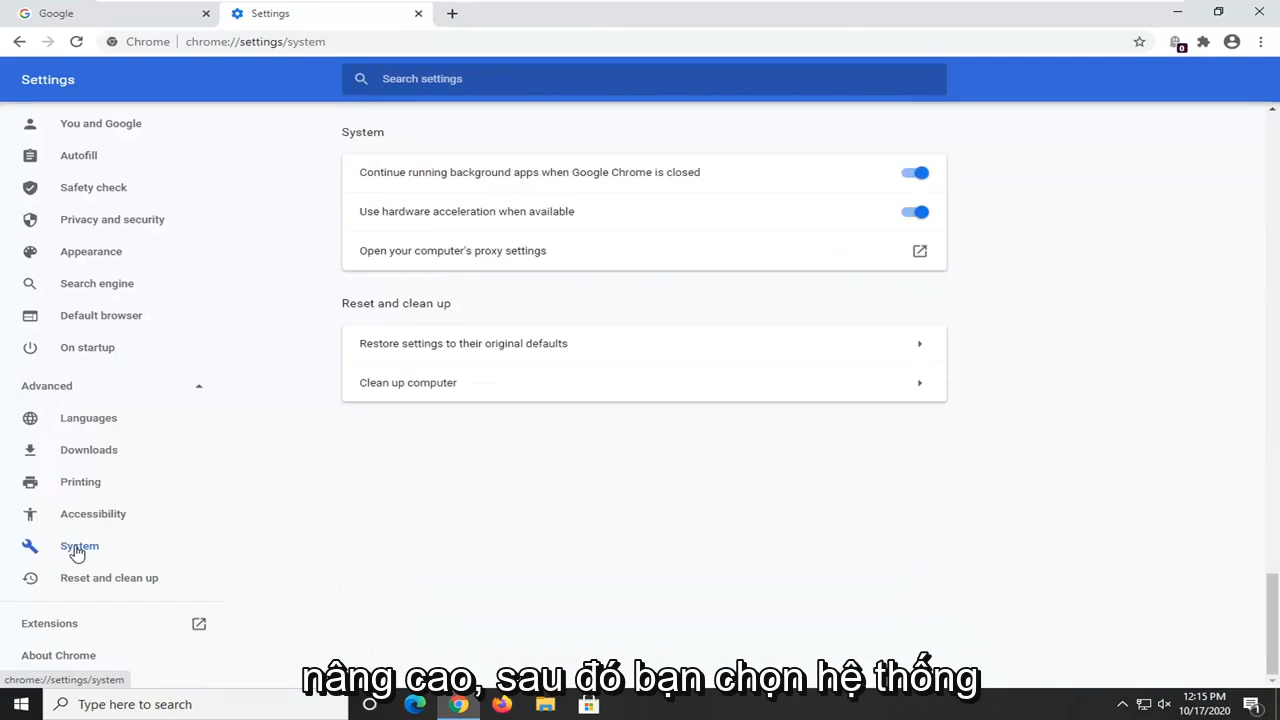 Google
Settings
Chrome
chrome://settings/system
0
Settings
Search settings
You and Google
Autofill
Safety check
Privacy and security
Appearance
Search engine
Default browser
On startup
Advanced
Languages
Downloads
Printing
Accessibility
System
Reset and clean up
Extensions
About Chrome
System
Continue running background apps when Google Chrome is closed
Use hardware acceleration when available
Open your computer's proxy settings
Reset and clean up
Restore settings to their original defaults
Clean up computer
nâng cao, sau đó bạn chọn hệ thống
chrome://settings/system
Type here to search
12:15 PM
10/17/2020
1